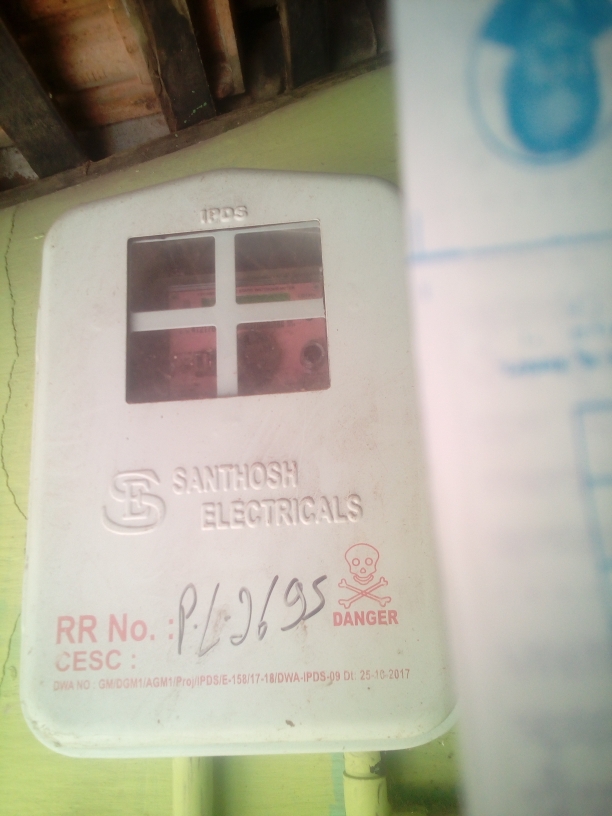 IPDS
SANTHOSH
ELECTRICALS
DANGER
RR No. : P.L.2695
CESC :
DWA NO : GM/DGM1/AGM1/Proj/IPDS/E-158/17-18/DWA-IPDS-09 Dt: 25-10-2017